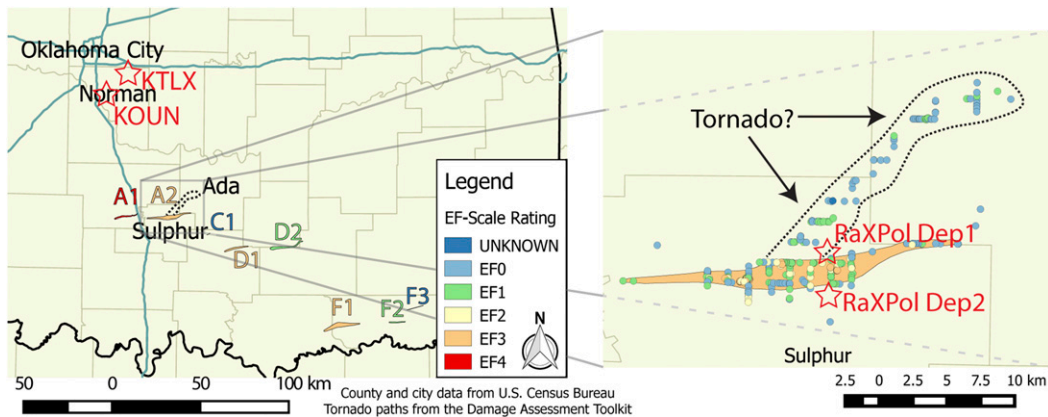 Oklahoma City
KTLX
Norman
KOUN
A1 A2 Ada
C1
Sulphur
D2
D1
F3
F1 F2
Legend
EF-Scale Rating
UNKNOWN
EF0
EF1
EF2
EF3
EF4
N
50 0 50 100 km
County and city data from U.S. Census Bureau
Tornado paths from the Damage Assessment Toolkit
Tornado?
RaXPol Dep1
RaXPol Dep2
Sulphur
2.5 0 2.5 5 7.5 10 km